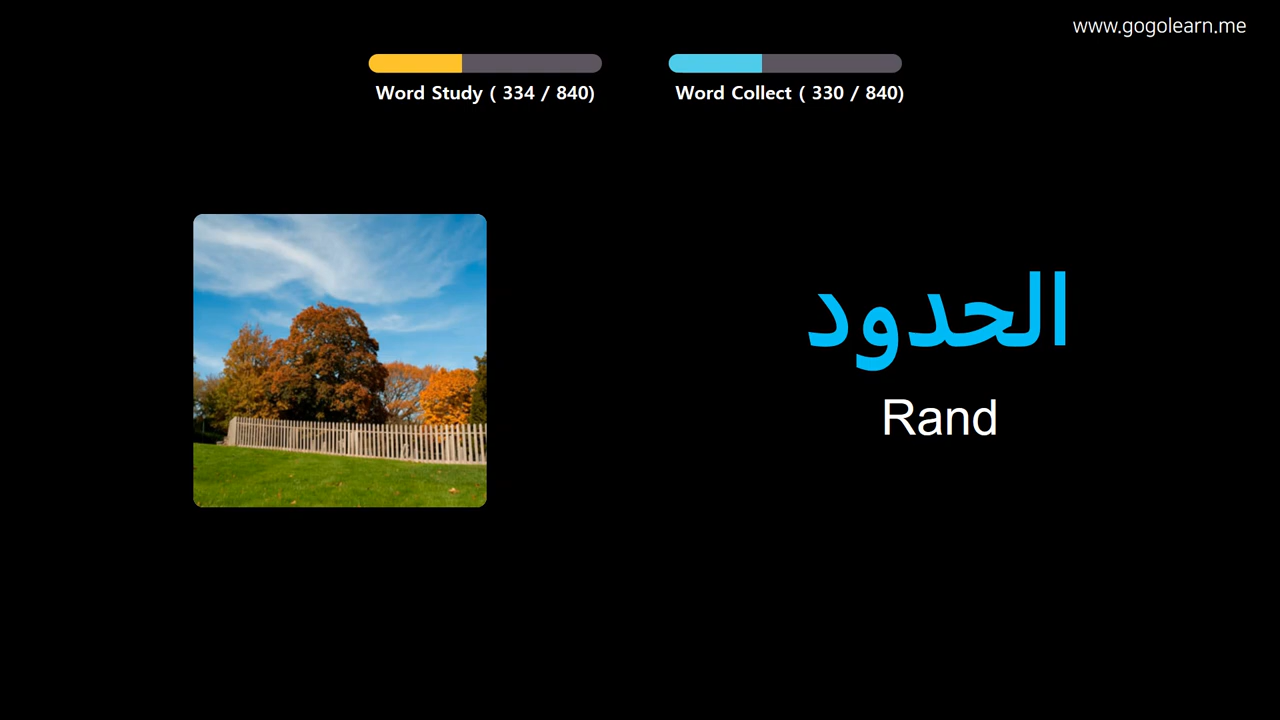 www.gogolearn.me
Word Study ( 334 / 840)
Word Collect ( 330 / 840)
الحدود
Rand